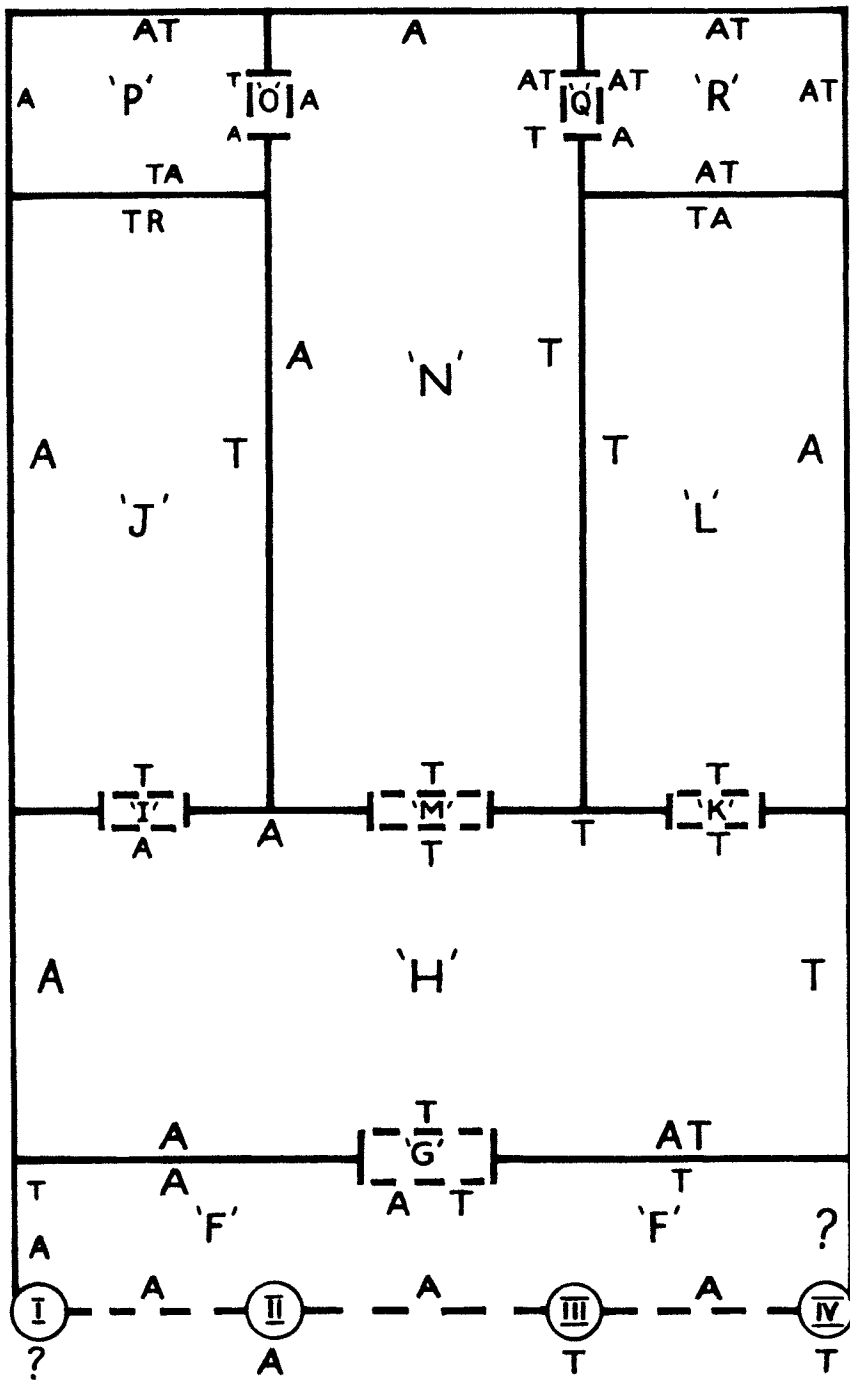 AT A AT
A 'P' T 'O' A AT 'Q' AT 'R' AT
A T A
TA AT
TR TA
A 'N' T
A T T A
'J' 'L'
T T T
'I' 'M' 'K'
A A T T T
A 'H' T
T
A 'G' AT
T A A T T
'F' 'F' ?
A
A A A
I II III IV
? A T T